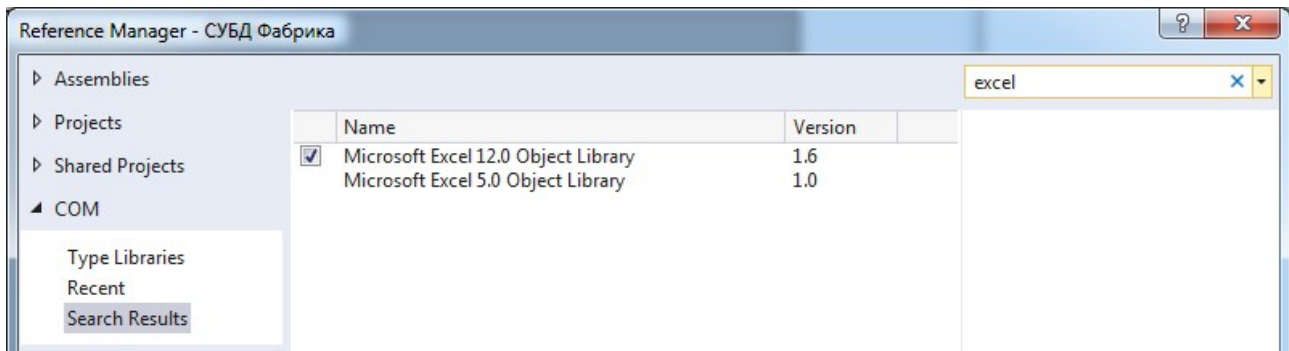 Reference Manager - СУБД Фабрика
Assemblies
Projects
Shared Projects
COM
Type Libraries
Recent
Search Results
Name Version
Microsoft Excel 12.0 Object Library 1.6
Microsoft Excel 5.0 Object Library 1.0
excel